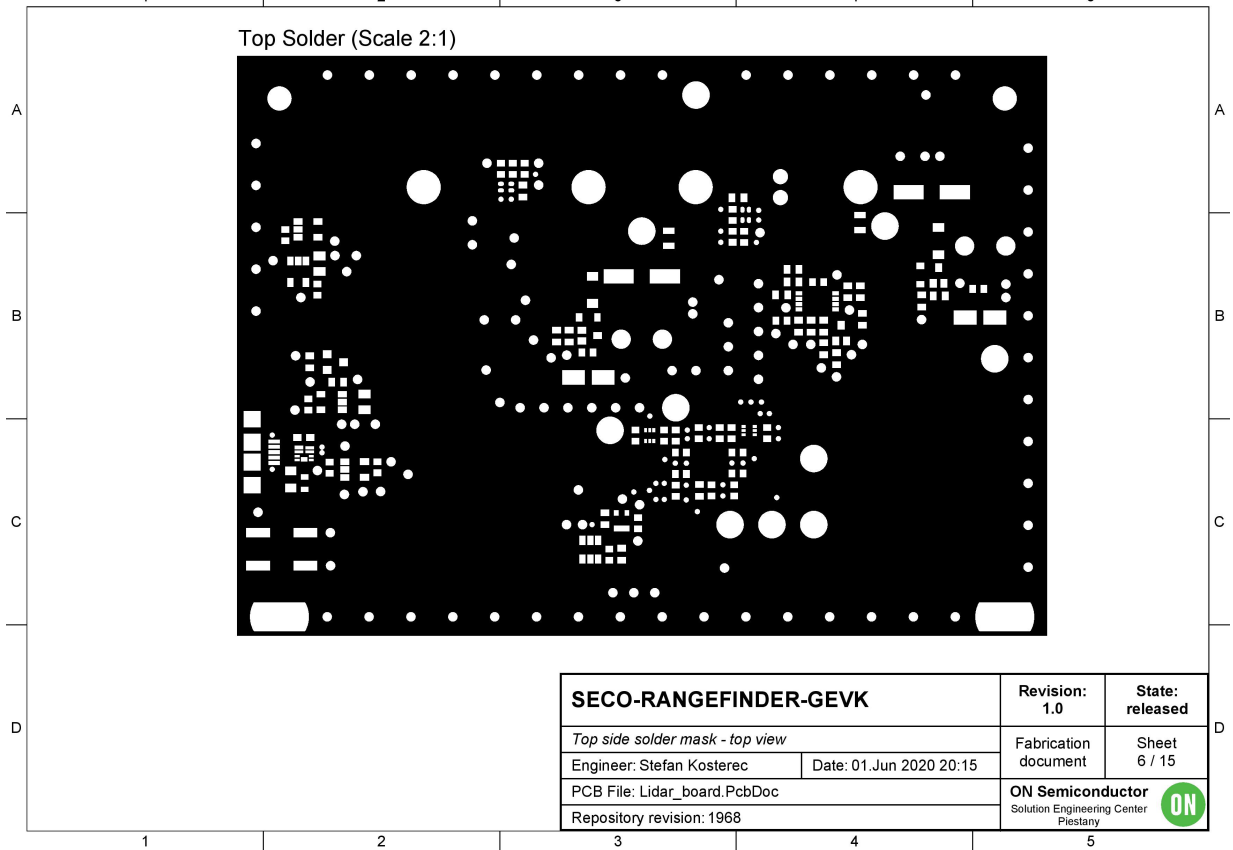 Top Solder (Scale 2:1)
A
A
B
B
C
C
D
D
SECO-RANGEFINDER-GEVK
Revision:
1.0
State:
released
Top side solder mask - top view
Fabrication
document
Sheet
6 / 15
Engineer: Stefan Kosterec
Date: 01.Jun 2020 20:15
PCB File: Lidar_board.PcbDoc
Repository revision: 1968
ON Semiconductor
Solution Engineering Center
Piestany
ON
1
2
3
4
5